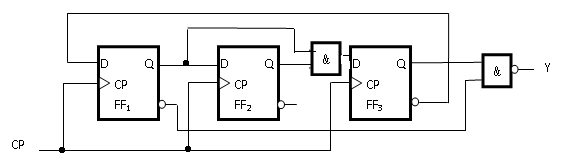 D Q D Q & D Q & Y
CP CP CP
FF1 FF2 FF3
CP